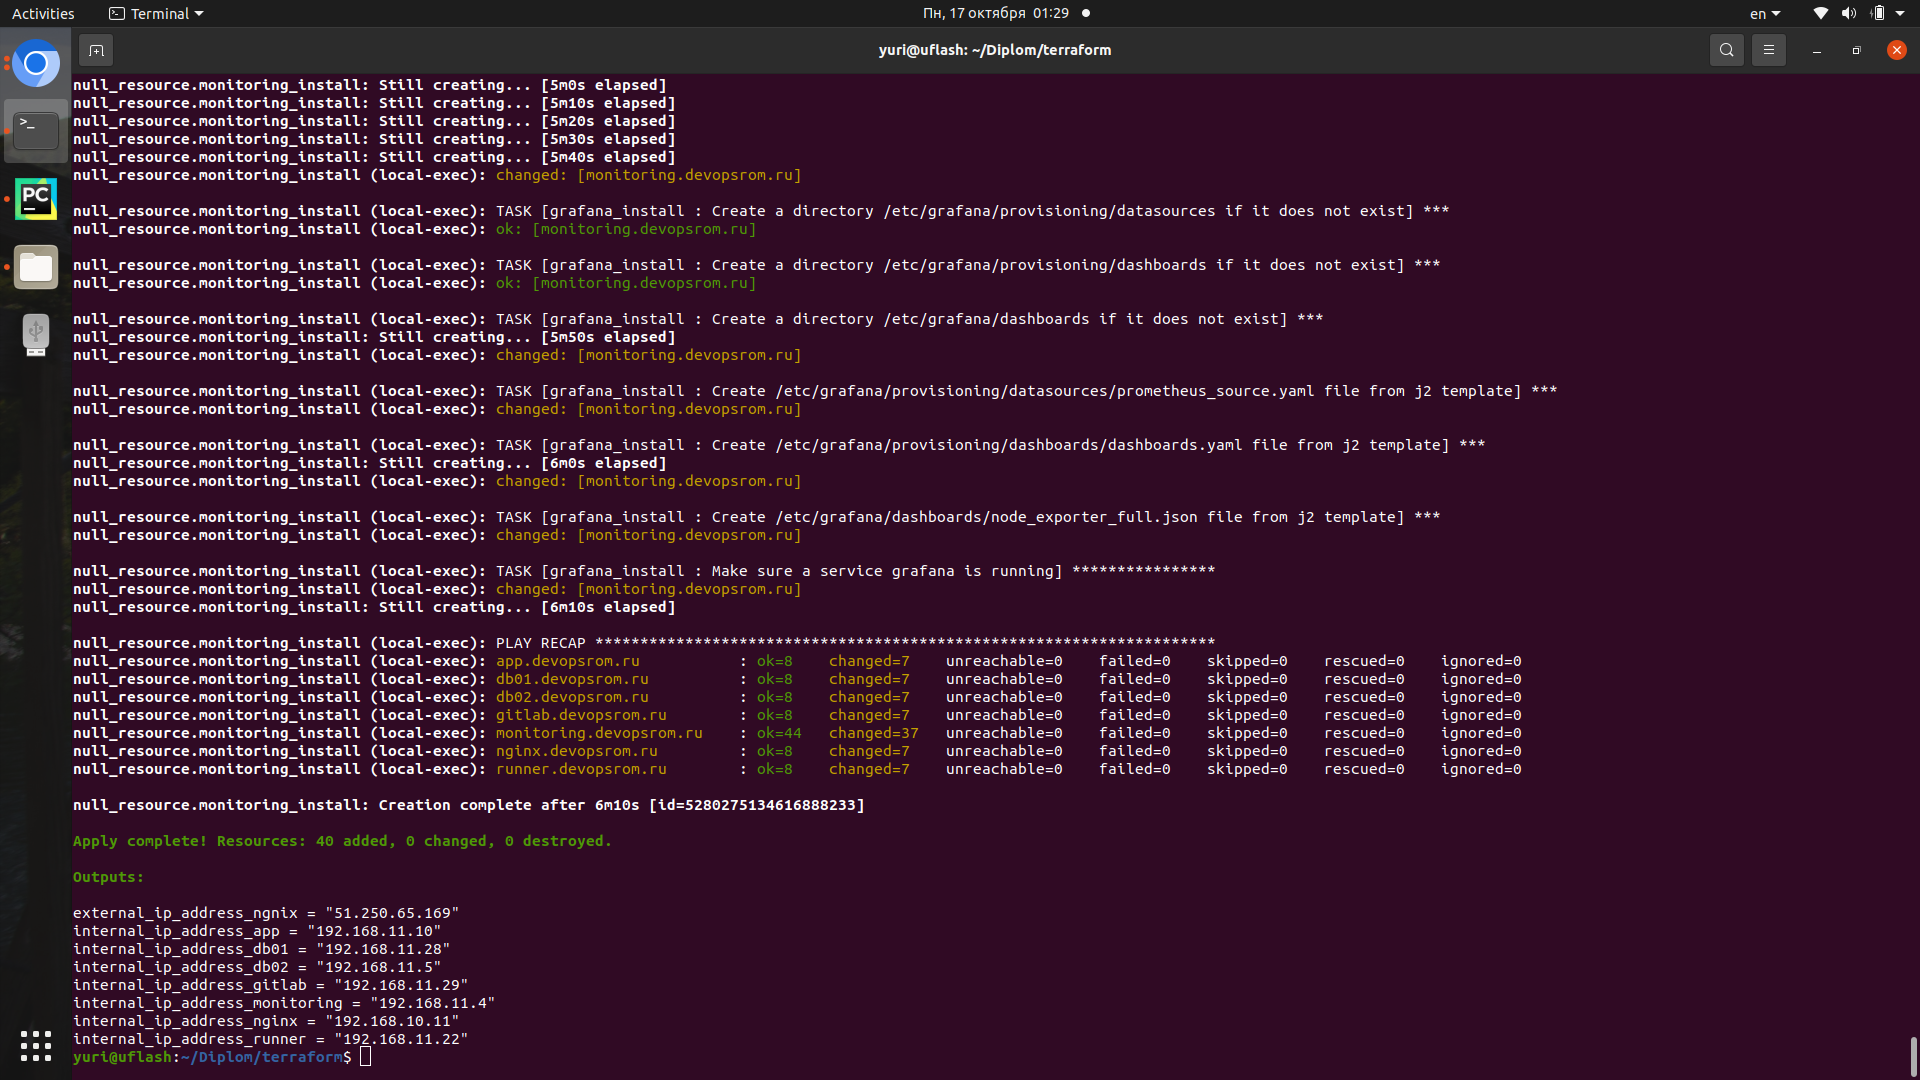 Activities
Terminal
Пн, 17 октября 01:29
en
yuri@uflash: ~/Diplom/terraform
PC
null_resource.monitoring_install: Still creating... [5m0s elapsed]
null_resource.monitoring_install: Still creating... [5m10s elapsed]
null_resource.monitoring_install: Still creating... [5m20s elapsed]
null_resource.monitoring_install: Still creating... [5m30s elapsed]
null_resource.monitoring_install: Still creating... [5m40s elapsed]
null_resource.monitoring_install (local-exec): changed: [monitoring.devopsrom.ru]
null_resource.monitoring_install (local-exec): TASK [grafana_install : Create a directory /etc/grafana/provisioning/datasources if it does not exist] ***
null_resource.monitoring_install (local-exec): ok: [monitoring.devopsrom.ru]
null_resource.monitoring_install (local-exec): TASK [grafana_install : Create a directory /etc/grafana/provisioning/dashboards if it does not exist] ***
null_resource.monitoring_install (local-exec): ok: [monitoring.devopsrom.ru]
null_resource.monitoring_install (local-exec): TASK [grafana_install : Create a directory /etc/grafana/dashboards if it does not exist] ***
null_resource.monitoring_install: Still creating... [5m50s elapsed]
null_resource.monitoring_install (local-exec): changed: [monitoring.devopsrom.ru]
null_resource.monitoring_install (local-exec): TASK [grafana_install : Create /etc/grafana/provisioning/datasources/prometheus_source.yaml file from j2 template] ***
null_resource.monitoring_install (local-exec): changed: [monitoring.devopsrom.ru]
null_resource.monitoring_install (local-exec): TASK [grafana_install : Create /etc/grafana/provisioning/dashboards/dashboards.yaml file from j2 template] ***
null_resource.monitoring_install: Still creating... [6m0s elapsed]
null_resource.monitoring_install (local-exec): changed: [monitoring.devopsrom.ru]
null_resource.monitoring_install (local-exec): TASK [grafana_install : Create /etc/grafana/dashboards/node_exporter_full.json file from j2 template] ***
null_resource.monitoring_install (local-exec): changed: [monitoring.devopsrom.ru]
null_resource.monitoring_install (local-exec): TASK [grafana_install : Make sure a service grafana is running] ****************
null_resource.monitoring_install (local-exec): changed: [monitoring.devopsrom.ru]
null_resource.monitoring_install: Still creating... [6m10s elapsed]
null_resource.monitoring_install (local-exec): PLAY RECAP *********************************************************************
null_resource.monitoring_install (local-exec): app.devopsrom.ru : ok=8 changed=7 unreachable=0 failed=0 skipped=0 rescued=0 ignored=0
null_resource.monitoring_install (local-exec): db01.devopsrom.ru : ok=8 changed=7 unreachable=0 failed=0 skipped=0 rescued=0 ignored=0
null_resource.monitoring_install (local-exec): db02.devopsrom.ru : ok=8 changed=7 unreachable=0 failed=0 skipped=0 rescued=0 ignored=0
null_resource.monitoring_install (local-exec): gitlab.devopsrom.ru : ok=8 changed=7 unreachable=0 failed=0 skipped=0 rescued=0 ignored=0
null_resource.monitoring_install (local-exec): monitoring.devopsrom.ru : ok=44 changed=37 unreachable=0 failed=0 skipped=0 rescued=0 ignored=0
null_resource.monitoring_install (local-exec): nginx.devopsrom.ru : ok=8 changed=7 unreachable=0 failed=0 skipped=0 rescued=0 ignored=0
null_resource.monitoring_install (local-exec): runner.devopsrom.ru : ok=8 changed=7 unreachable=0 failed=0 skipped=0 rescued=0 ignored=0
null_resource.monitoring_install: Creation complete after 6m10s [id=5280275134616888233]
Apply complete! Resources: 40 added, 0 changed, 0 destroyed.
Outputs:
external_ip_address_ngnix = "51.250.65.169"
internal_ip_address_app = "192.168.11.10"
internal_ip_address_db01 = "192.168.11.28"
internal_ip_address_db02 = "192.168.11.5"
internal_ip_address_gitlab = "192.168.11.29"
internal_ip_address_monitoring = "192.168.11.4"
internal_ip_address_nginx = "192.168.10.11"
internal_ip_address_runner = "192.168.11.22"
yuri@uflash:~/Diplom/terraform$